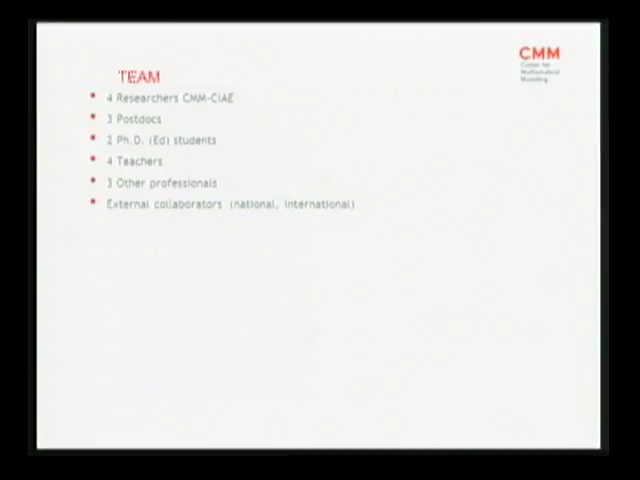 CMM
Center for
Mathematical
Modeling
TEAM
4 Researchers CMM-CIAE
3 Postdocs
2 Ph.D. (Ed) students
4 Teachers
3 Other professionals
External collaborators (national, international)